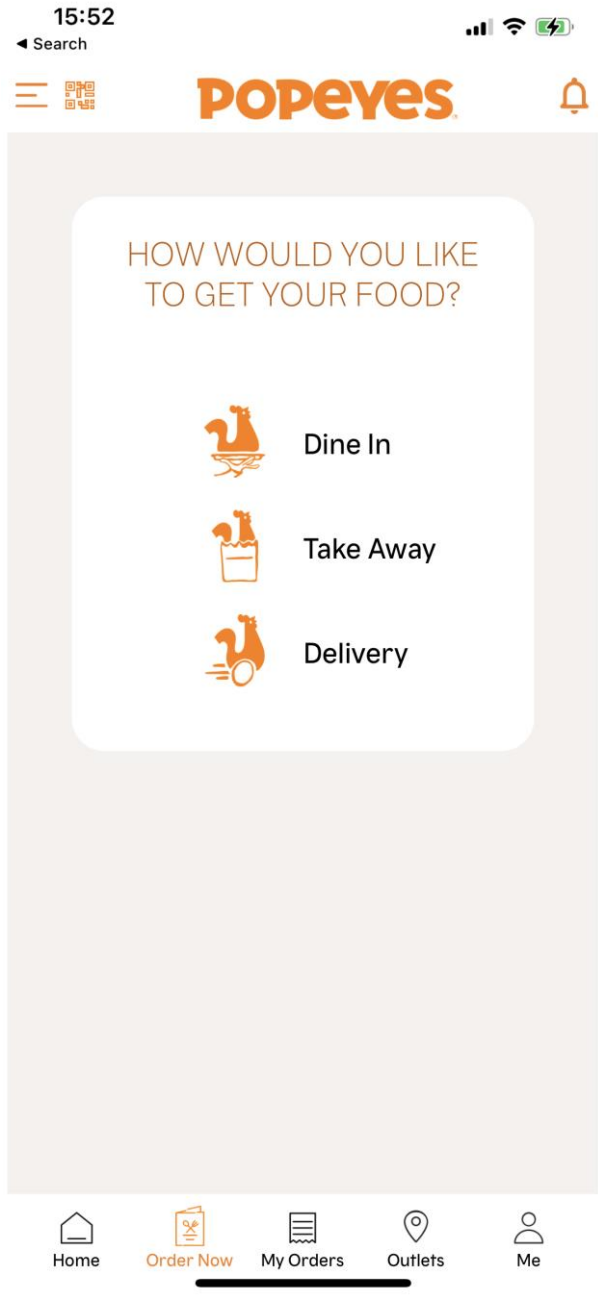 15:52
◀ Search
POPEYES
HOW WOULD YOU LIKE
TO GET YOUR FOOD?
Dine In
Take Away
Delivery
Home
Order Now
My Orders
Outlets
Me